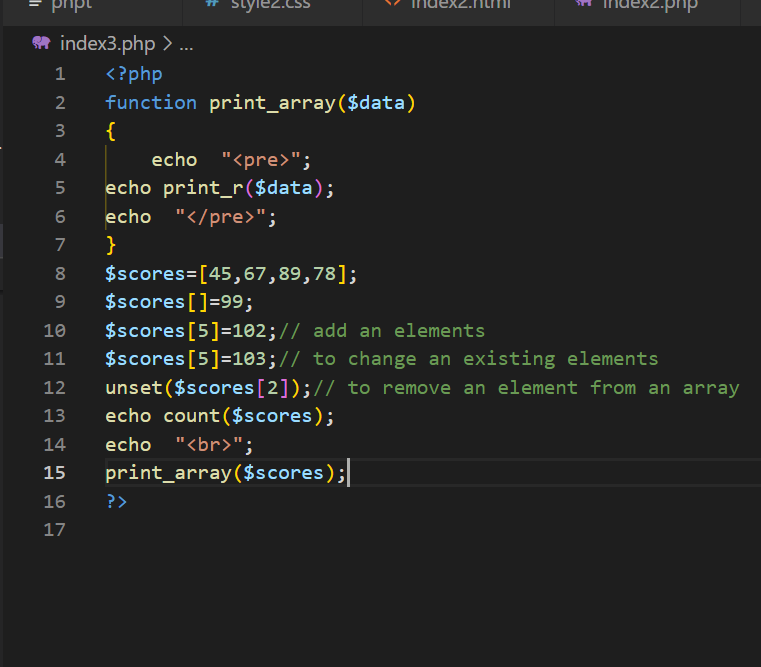 phpt style2.css index2.html index2.php
index3.php > ...
1 <?php
2 function print_array($data)
3 {
4     echo  "<pre>";
5 echo print_r($data);
6 echo  "</pre>";
7 }
8 $scores=[45,67,89,78];
9 $scores[]=99;
10 $scores[5]=102;// add an elements
11 $scores[5]=103;// to change an existing elements
12 unset($scores[2]);// to remove an element from an array
13 echo count($scores);
14 echo  "<br>";
15 print_array($scores);
16 ?>
17